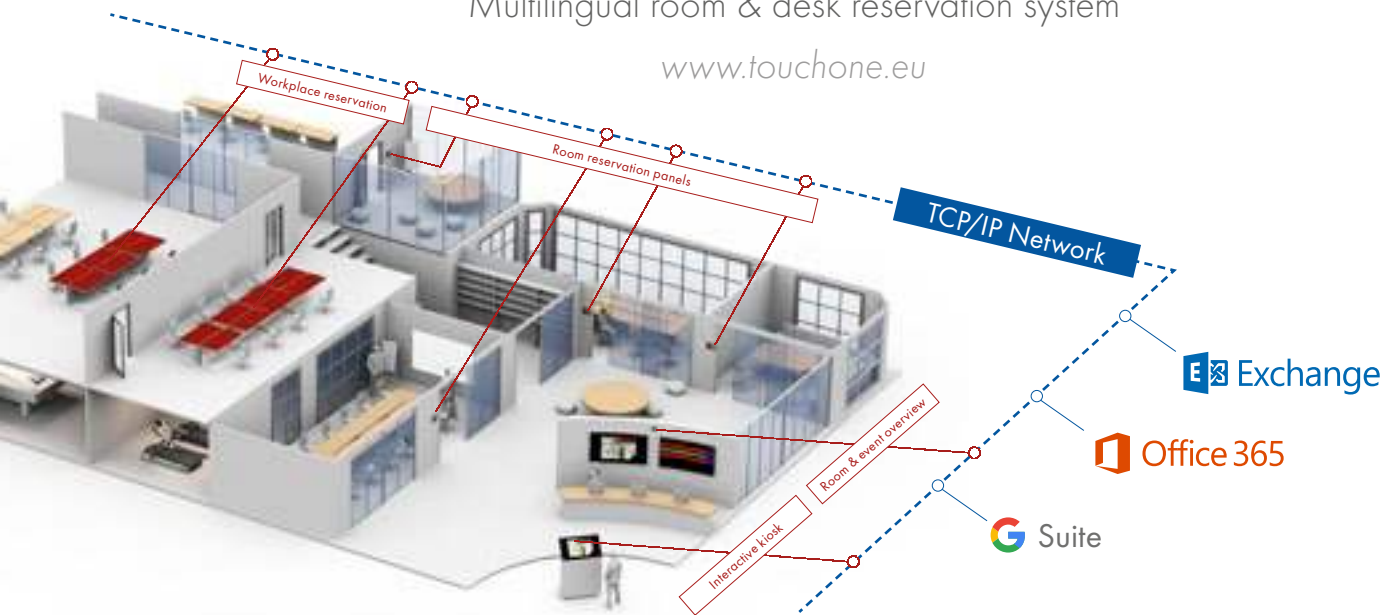 Multilingual room & desk reservation system
www.touchone.eu
Workplace reservation
Room reservation panels
TCP/IP Network
Exchange
Office 365
Room & event overview
G Suite
Interactive kiosk